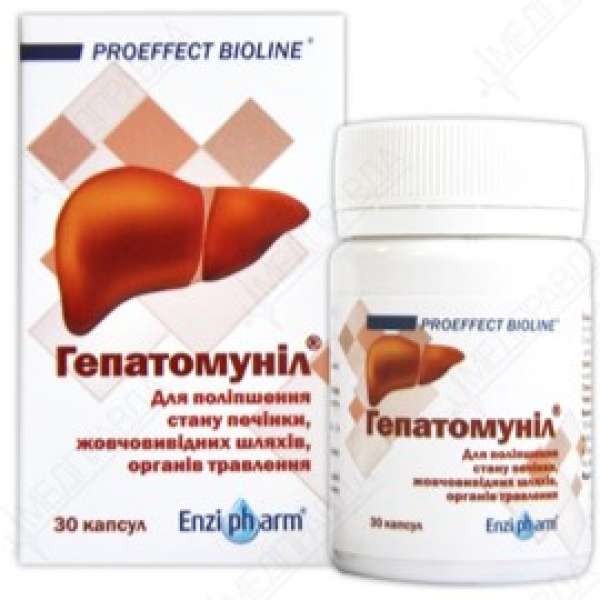 PROEFFECT BIOLINE®
Гепатомуніл®
Для поліпшення
стану печінки,
жовчовивідних шляхів,
органів травлення
30 капсул
Enzipharm®
PROEFFECT BIOLINE®
Гепатомуніл®
Для поліпшення
стану печінки,
жовчовивідних шляхів,
органів травлення
30 капсул
Enzipharm®